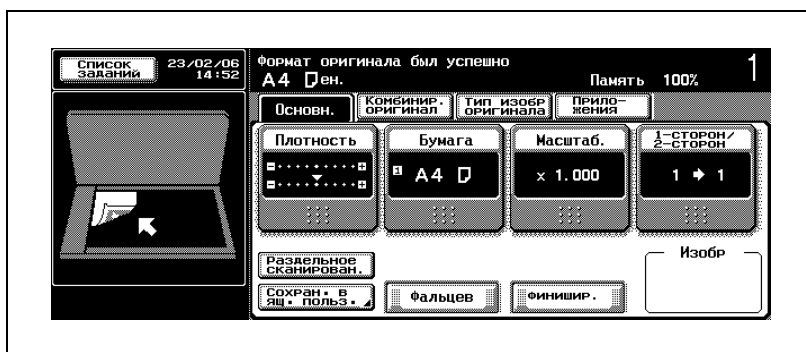 Список
заданий
23/02/06
14:52
Формат оригинала был успешно
A4 ен.
Память 100%
1
Основн.
Комбинир.
оригинал
Тип изобр
оригинала
Прило-
жения
Плотность
Бумага
Масштаб.
1-сторон/
2-сторон
1 A4
× 1.000
1 ➔ 1
Раздельное
сканирован.
Сохран. в
ящ. польз.
Фальцев
Финишир.
Изобр